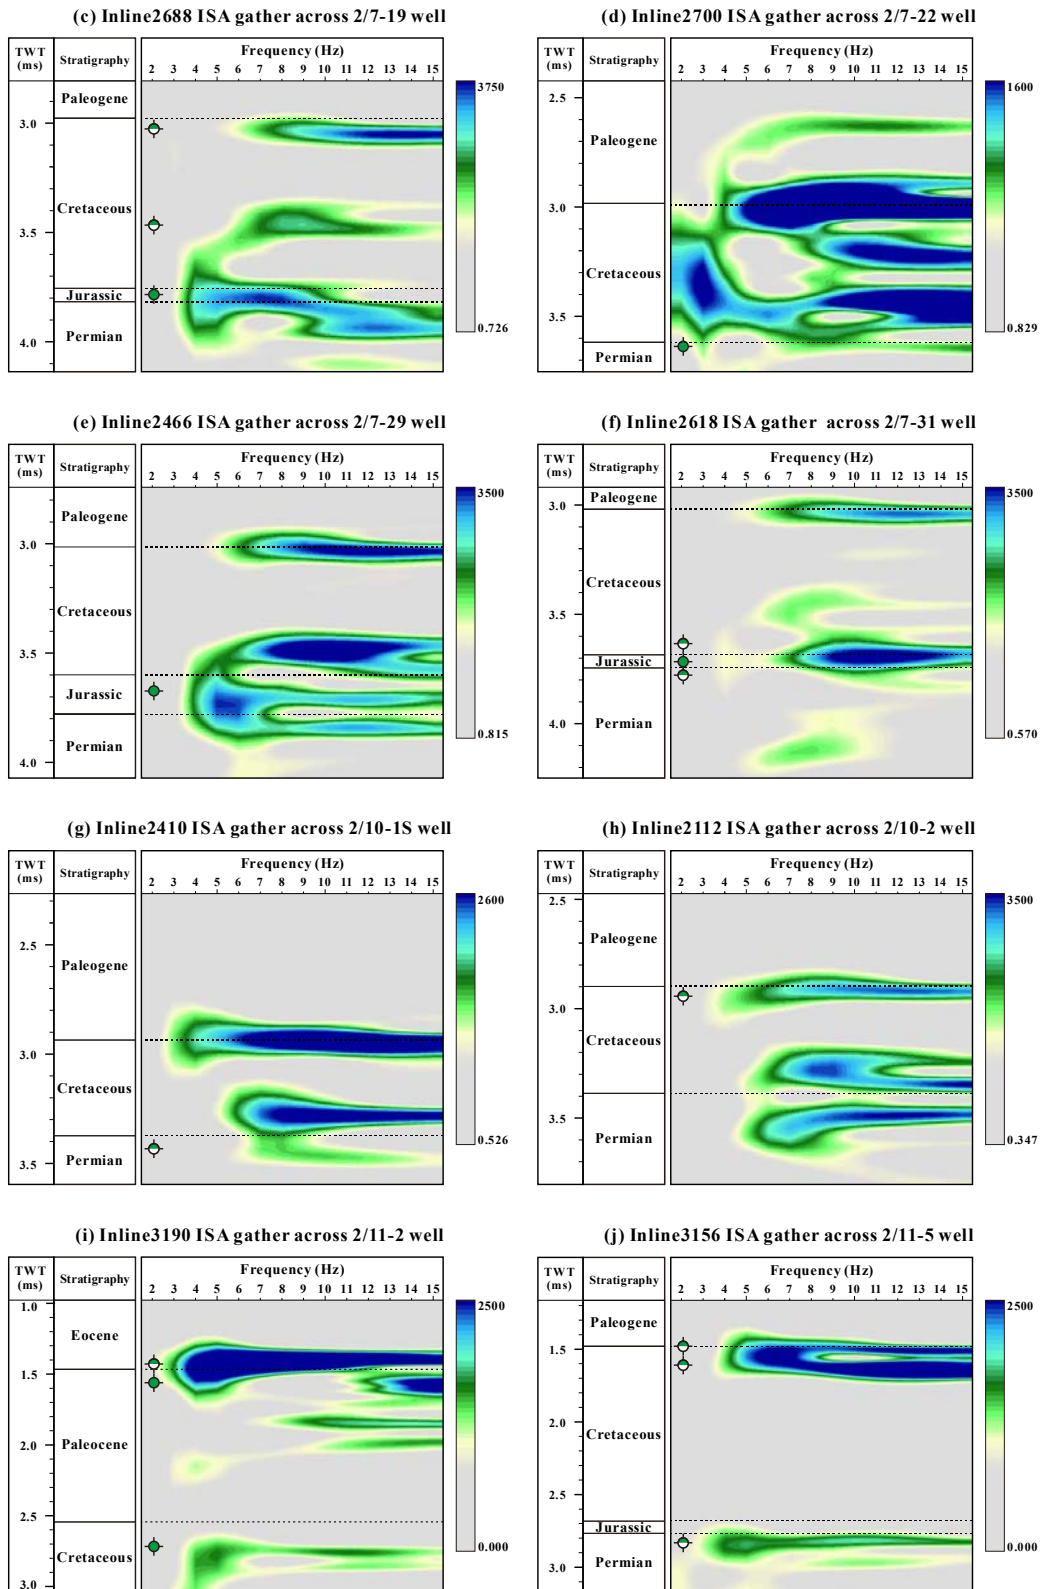 (c) Inline2688 ISA gather across 2/7-19 well
TWT (ms) Stratigraphy Frequency (Hz)
2 3 4 5 6 7 8 9 10 11 12 13 14 15
Paleogene
Cretaceous
Jurassic
Permian
3.0
3.5
4.0
3750
0.726
(d) Inline2700 ISA gather across 2/7-22 well
TWT (ms) Stratigraphy Frequency (Hz)
2 3 4 5 6 7 8 9 10 11 12 13 14 15
Paleogene
Cretaceous
Permian
2.5
3.0
3.5
1600
0.829
(e) Inline2466 ISA gather across 2/7-29 well
TWT (ms) Stratigraphy Frequency (Hz)
2 3 4 5 6 7 8 9 10 11 12 13 14 15
Paleogene
Cretaceous
Jurassic
Permian
3.0
3.5
4.0
3500
0.815
(f) Inline2618 ISA gather across 2/7-31 well
TWT (ms) Stratigraphy Frequency (Hz)
2 3 4 5 6 7 8 9 10 11 12 13 14 15
Paleogene
Cretaceous
Jurassic
Permian
3.0
3.5
4.0
3500
0.570
(g) Inline2410 ISA gather across 2/10-1S well
TWT (ms) Stratigraphy Frequency (Hz)
2 3 4 5 6 7 8 9 10 11 12 13 14 15
Paleogene
Cretaceous
Permian
2.5
3.0
3.5
2600
0.526
(h) Inline2112 ISA gather across 2/10-2 well
TWT (ms) Stratigraphy Frequency (Hz)
2 3 4 5 6 7 8 9 10 11 12 13 14 15
Paleogene
Cretaceous
Permian
2.5
3.0
3.5
3500
0.347
(i) Inline3190 ISA gather across 2/11-2 well
TWT (ms) Stratigraphy Frequency (Hz)
2 3 4 5 6 7 8 9 10 11 12 13 14 15
Eocene
Paleocene
Cretaceous
1.0
1.5
2.0
2.5
3.0
2500
0.000
(j) Inline3156 ISA gather across 2/11-5 well
TWT (ms) Stratigraphy Frequency (Hz)
2 3 4 5 6 7 8 9 10 11 12 13 14 15
Paleogene
Cretaceous
Jurassic
Permian
1.5
2.0
2.5
3.0
2500
0.000